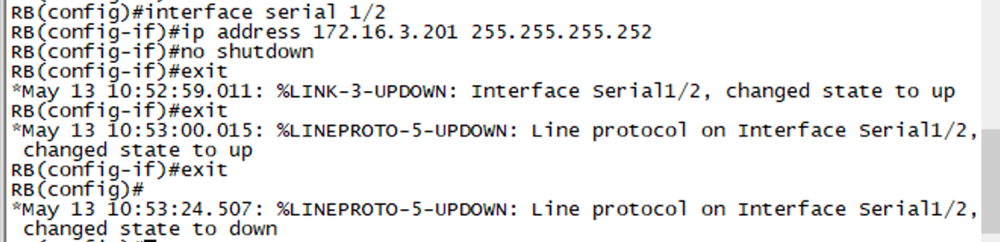 RB(config)#interface serial 1/2
RB(config-if)#ip address 172.16.3.201 255.255.255.252
RB(config-if)#no shutdown
RB(config-if)#exit
*May 13 10:52:59.011: %LINK-3-UPDOWN: Interface Serial1/2, changed state to up
RB(config-if)#exit
*May 13 10:53:00.015: %LINEPROTO-5-UPDOWN: Line protocol on Interface Serial1/2,
changed state to up
RB(config-if)#exit
RB(config)#
*May 13 10:53:24.507: %LINEPROTO-5-UPDOWN: Line protocol on Interface Serial1/2,
changed state to down